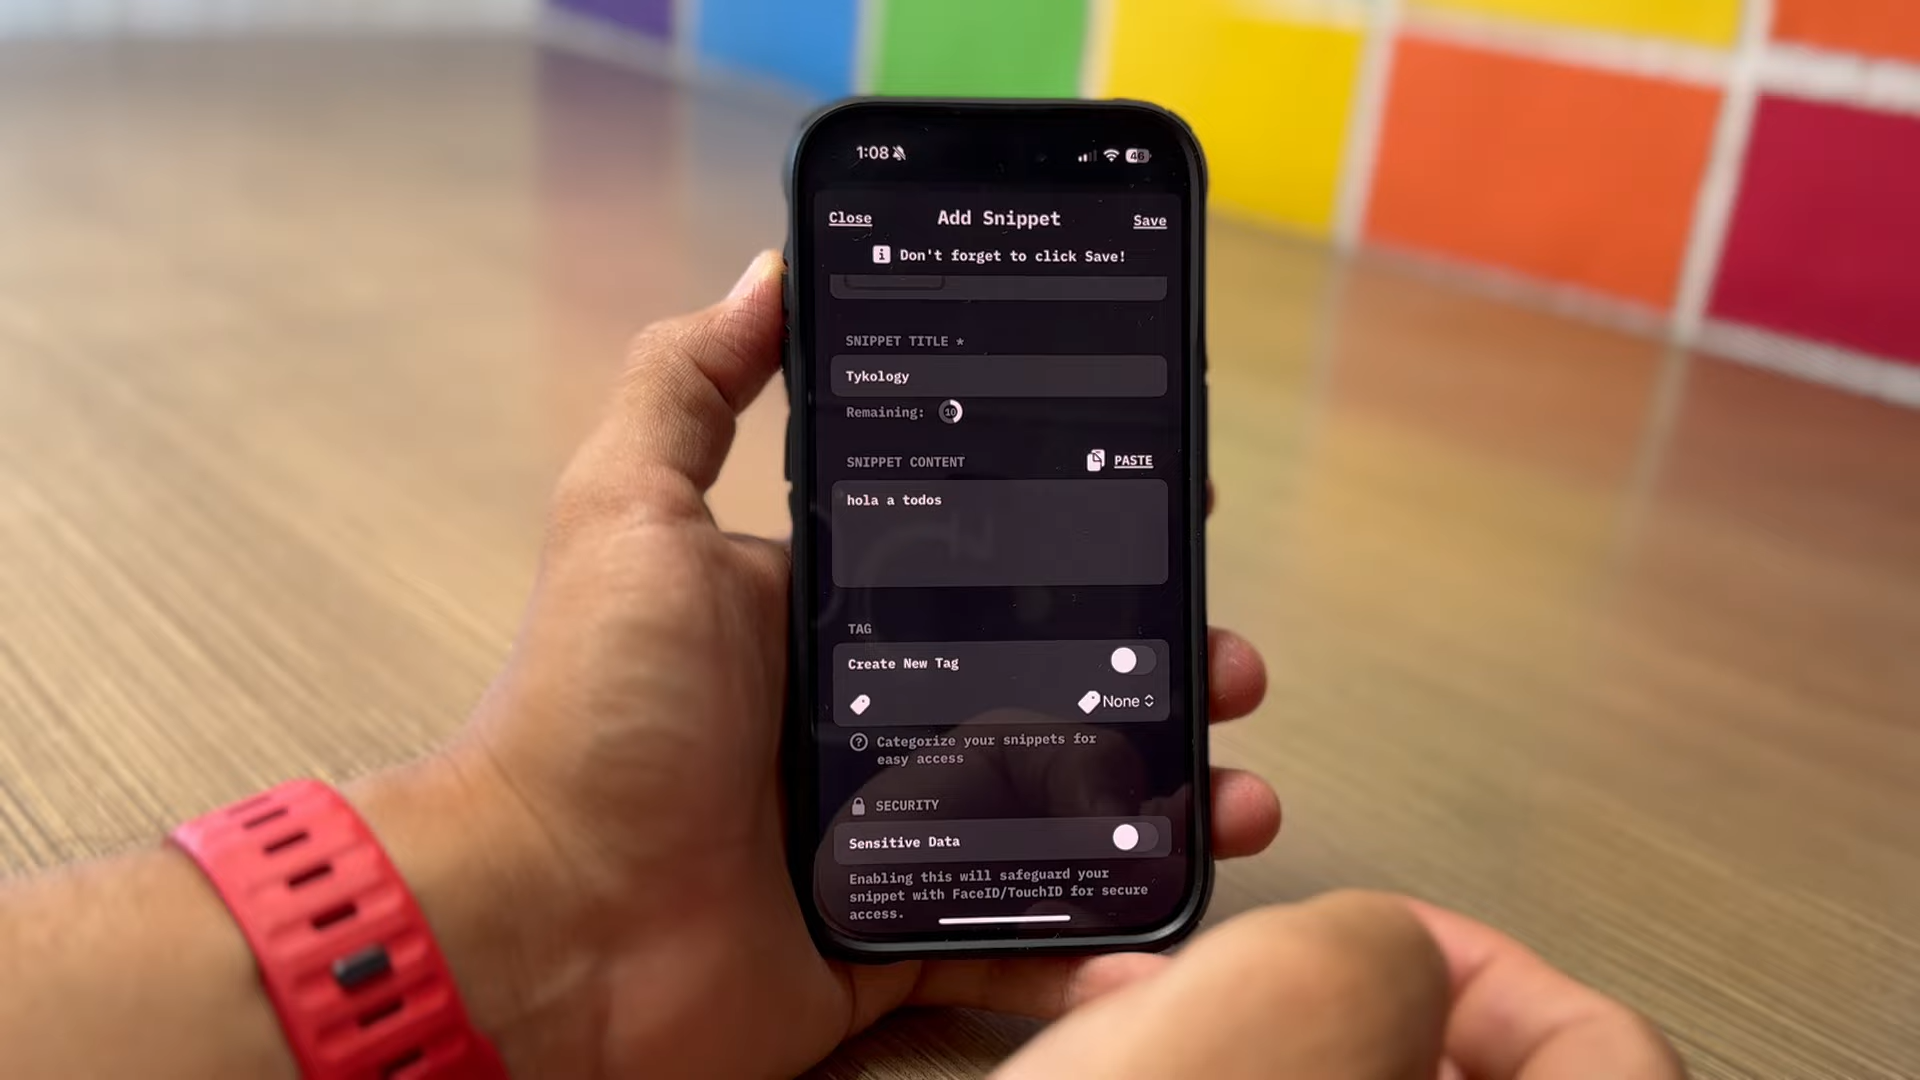 1:08 46
Close Add Snippet Save
Don't forget to click Save!
SNIPPET TITLE *
Tykology
Remaining: 10
SNIPPET CONTENT PASTE
hola a todos
TAG
Create New Tag
None
Categorize your snippets for
easy access
SECURITY
Sensitive Data
Enabling this will safeguard your
snippet with FaceID/TouchID for secure
access.